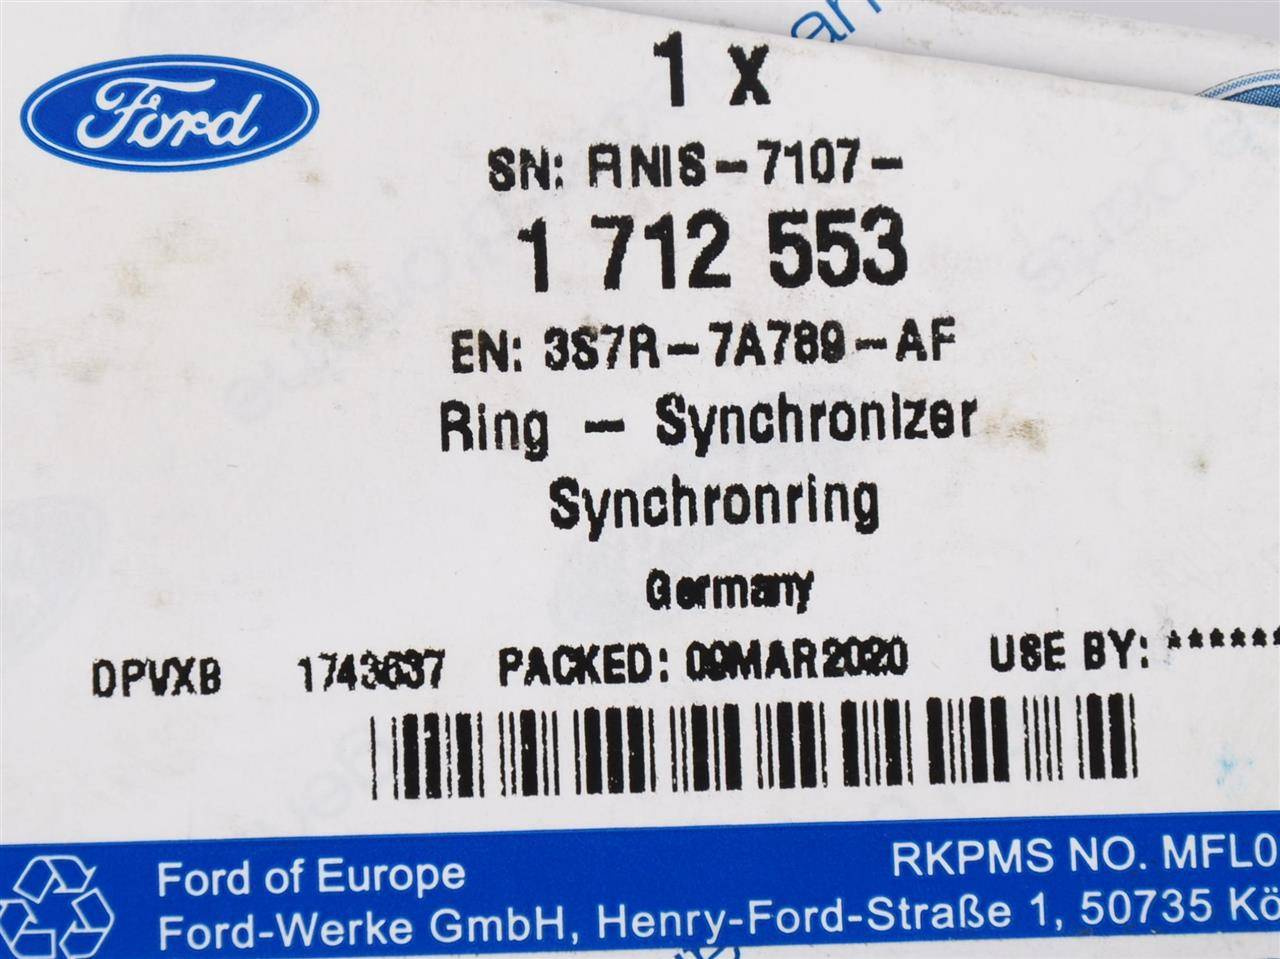 Ford
1 x
SN: RNIS-7107-
1 712 553
EN: 3S7R-7A789-AF
Ring - Synchronizer
Synchronring
Germany
DPVXB 1743637 PACKED: 09MAR2020 USE BY: ******
Ford of Europe
RKPMS NO. MFL0
Ford-Werke GmbH, Henry-Ford-Straße 1, 50735 Kö